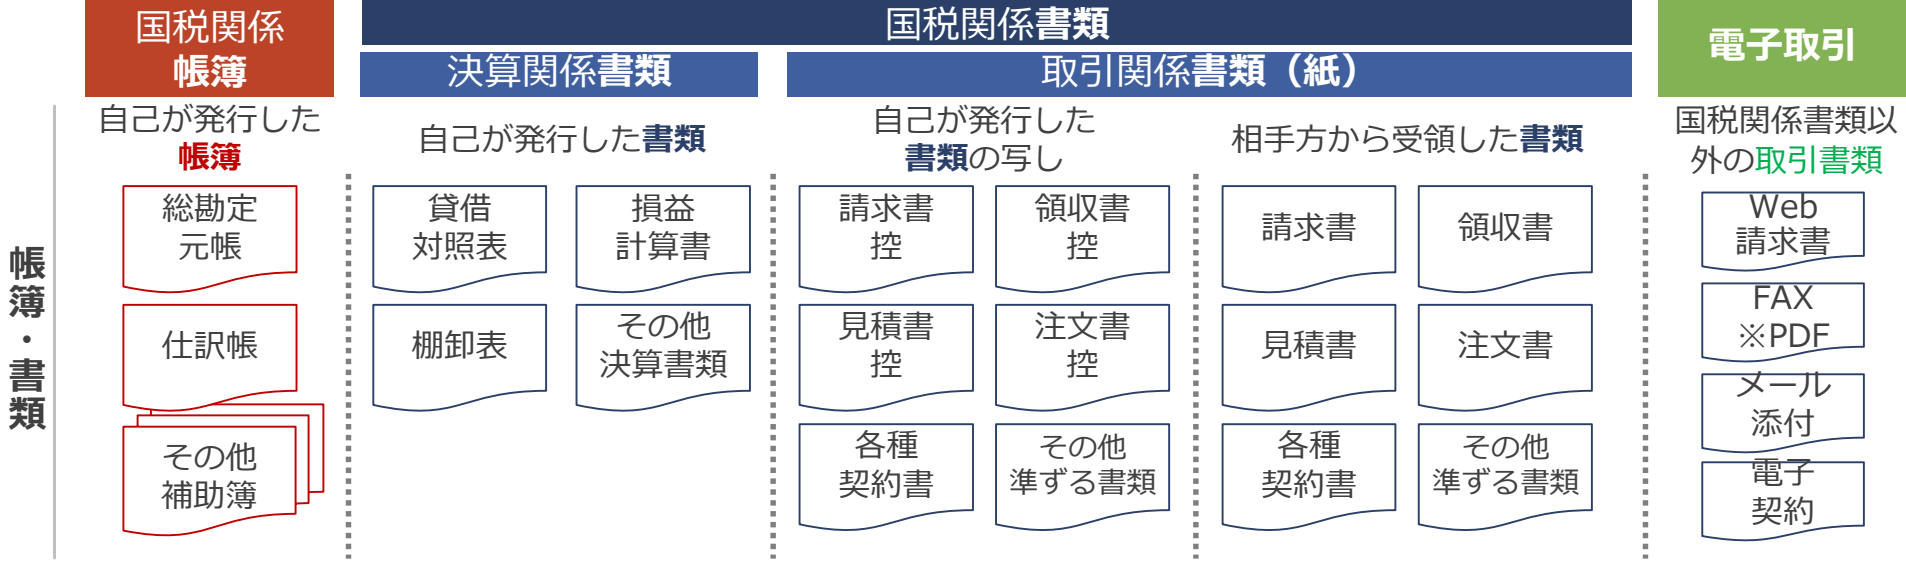 国税関係
帳簿
国税関係書類
決算関係書類
取引関係書類（紙）
電子取引
帳簿・書類
自己が発行した
帳簿
総勘定
元帳
仕訳帳
その他
補助簿
自己が発行した書類
貸借
対照表
損益
計算書
棚卸表
その他
決算書類
自己が発行した
書類の写し
請求書
控
領収書
控
見積書
控
注文書
控
各種
契約書
その他
準ずる書類
相手方から受領した書類
請求書
領収書
見積書
注文書
各種
契約書
その他
準ずる書類
国税関係書類以
外の取引書類
Web
請求書
FAX
※PDF
メール
添付
電子
契約